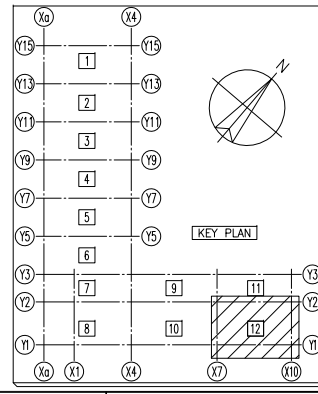 Xa X4
Y15 Y15
1
Y13 Y13
2
Y11 Y11
3
Y9 Y9
4
Y7 Y7
5
Y5 Y5
6
Y3 Y3
7 9 11
Y2 Y2
8 10 12
Y1 Y1
Xa X1 X4 X7 X10
N
KEY PLAN